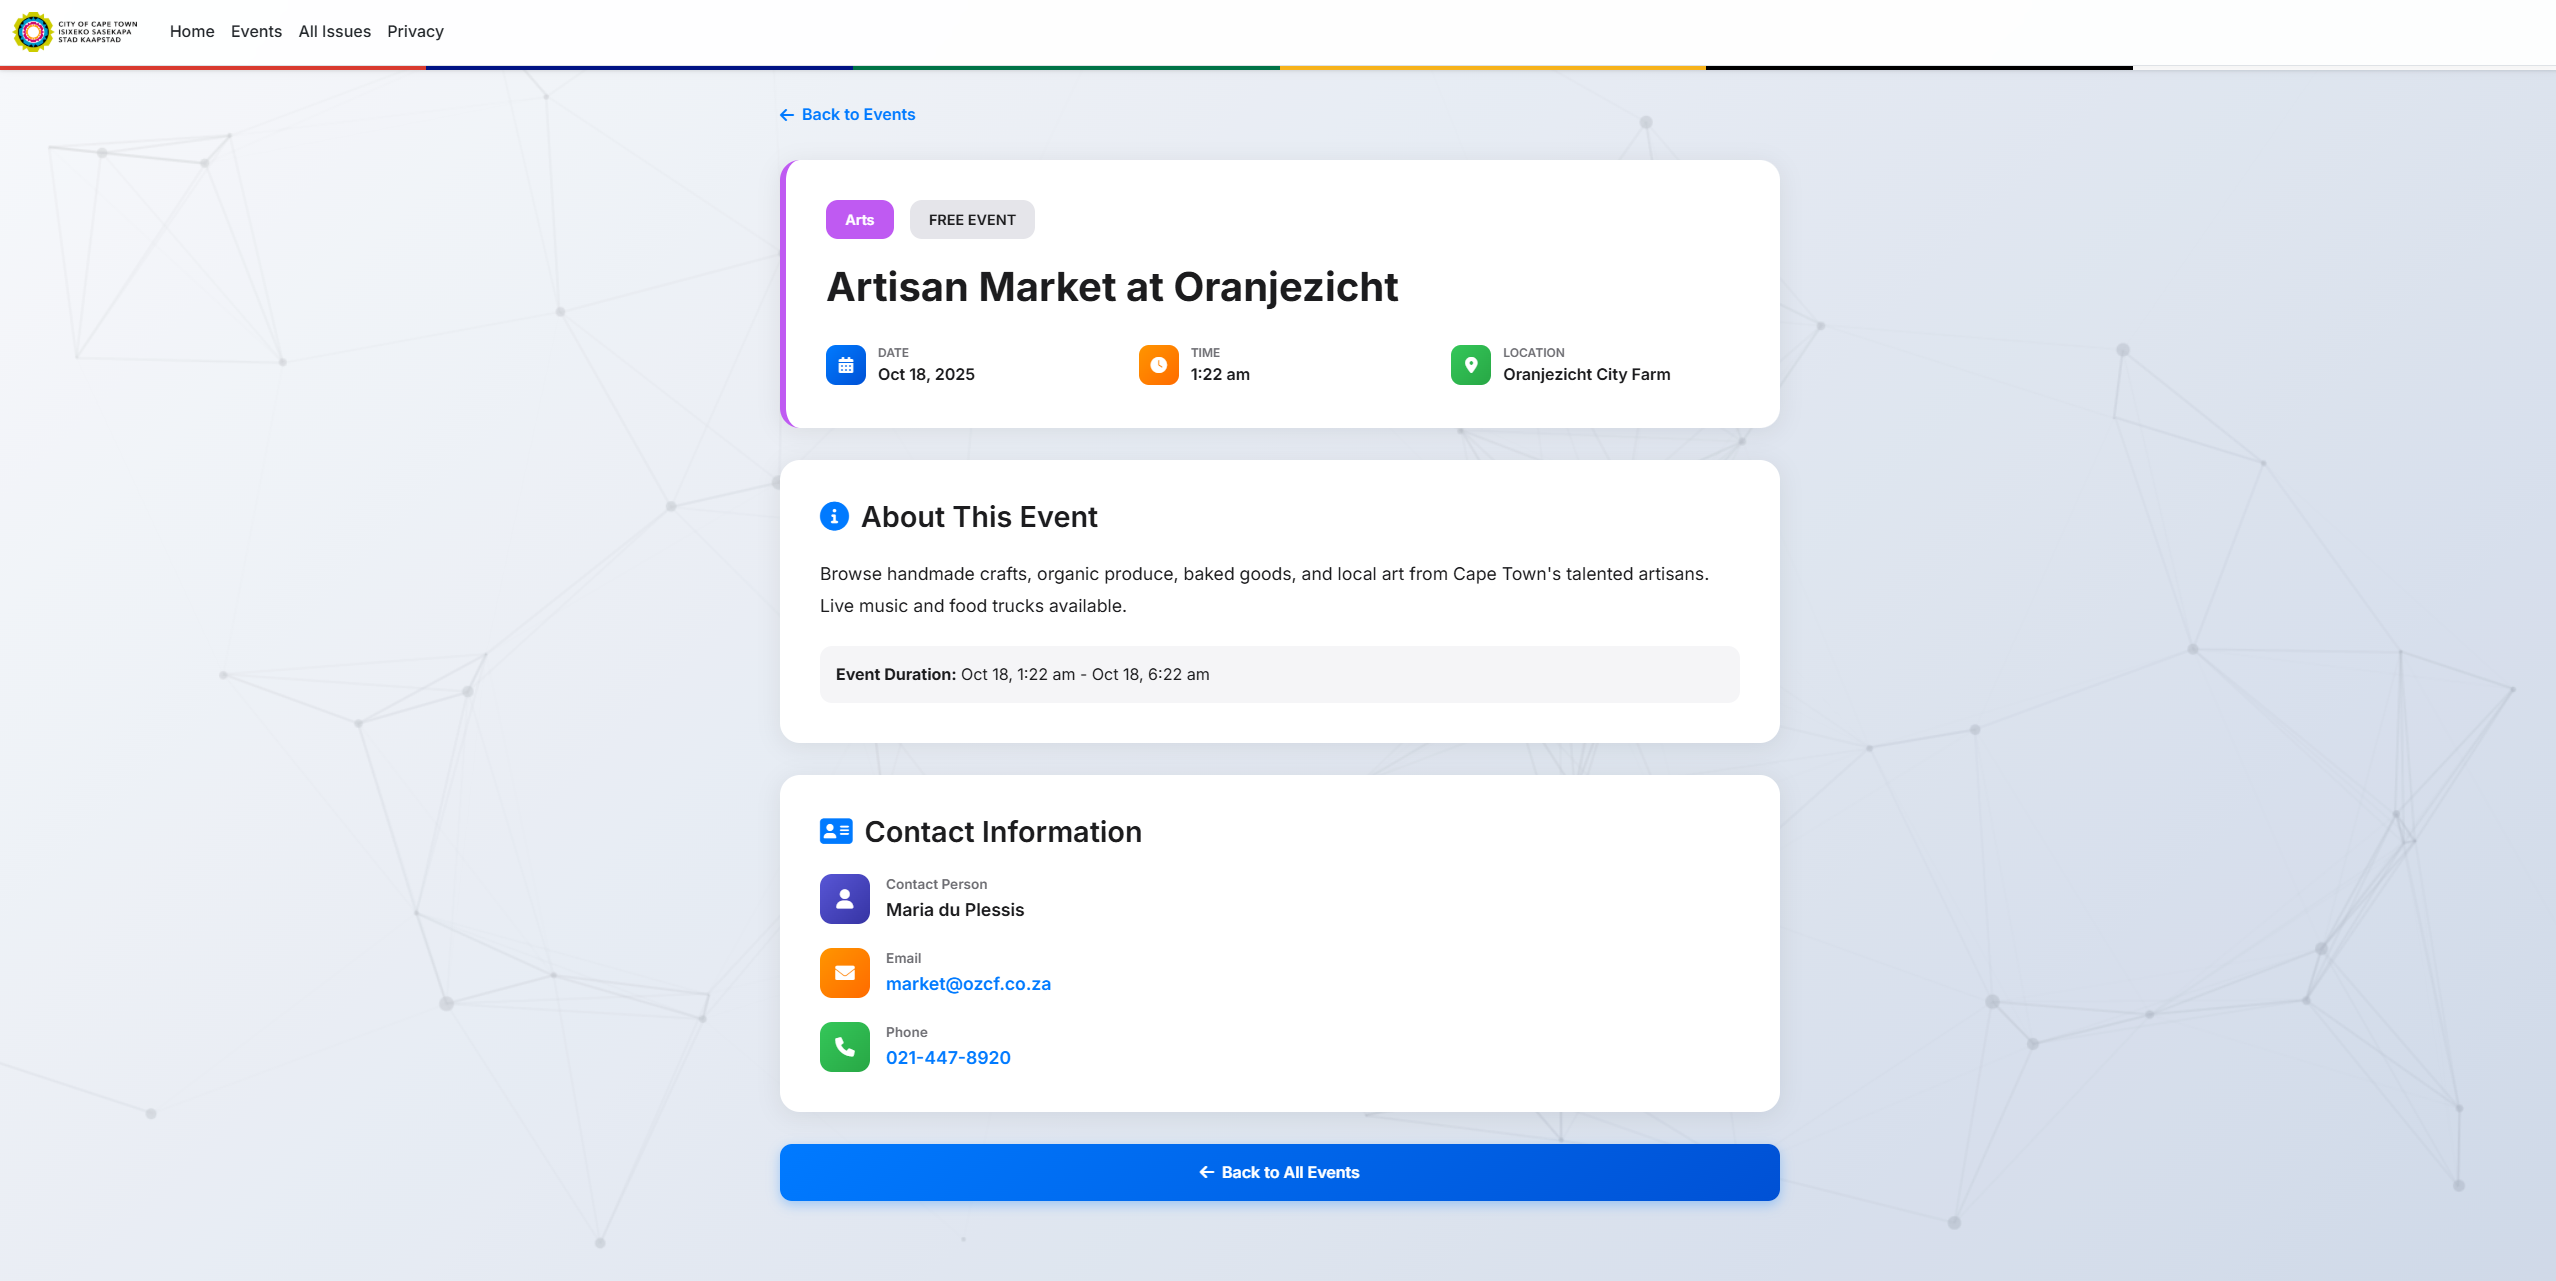 CITY OF CAPE TOWN
ISIXEKO SASEKAPA
STAD KAAPSTAD
Home Events All Issues Privacy
Back to Events
Arts FREE EVENT
Artisan Market at Oranjezicht
DATE
Oct 18, 2025
TIME
1:22 am
LOCATION
Oranjezicht City Farm
About This Event
Browse handmade crafts, organic produce, baked goods, and local art from Cape Town's talented artisans.
Live music and food trucks available.
Event Duration: Oct 18, 1:22 am - Oct 18, 6:22 am
Contact Information
Contact Person
Maria du Plessis
Email
market@ozcf.co.za
Phone
021-447-8920
Back to All Events